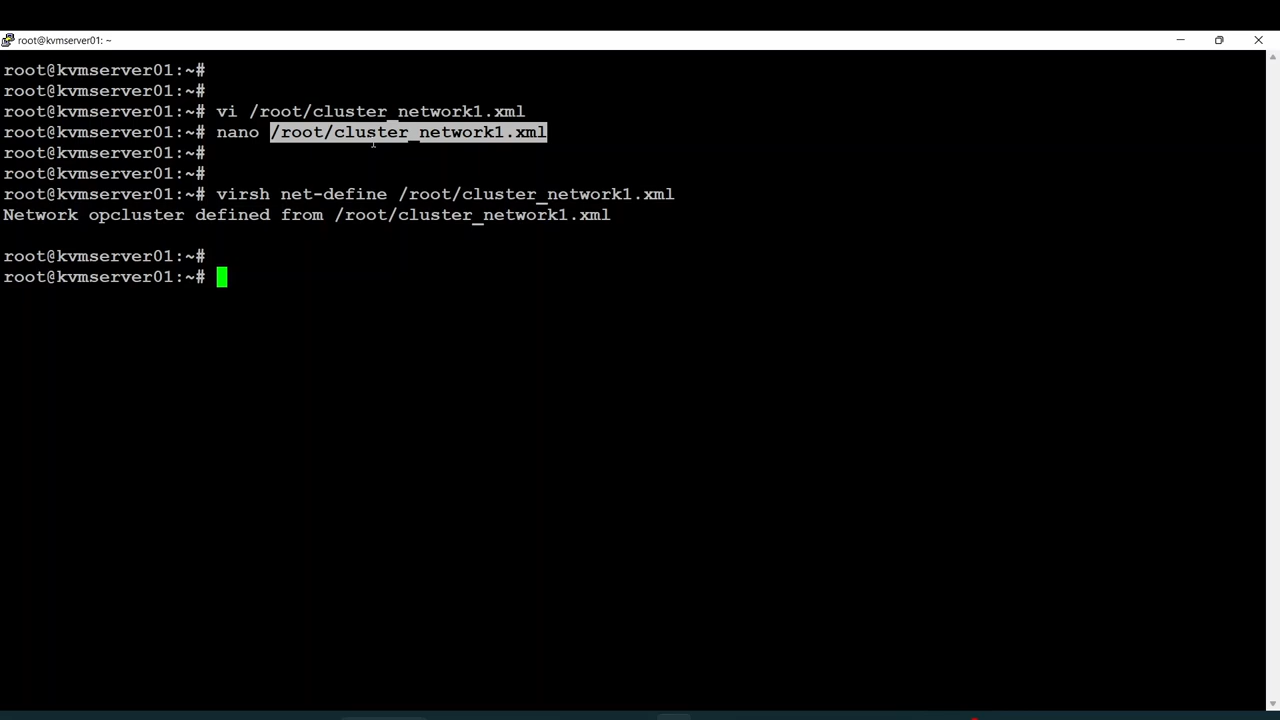 root@kvmserver01: ~
root@kvmserver01:~#
root@kvmserver01:~#
root@kvmserver01:~# vi /root/cluster_network1.xml
root@kvmserver01:~# nano /root/cluster_network1.xml
root@kvmserver01:~#
root@kvmserver01:~#
root@kvmserver01:~# virsh net-define /root/cluster_network1.xml
Network opcluster defined from /root/cluster_network1.xml
root@kvmserver01:~#
root@kvmserver01:~#